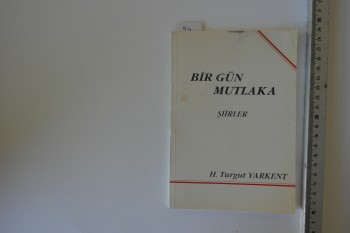 BİR GÜN
MUTLAKA
ŞİİRLER
H. Turgut YARKENT